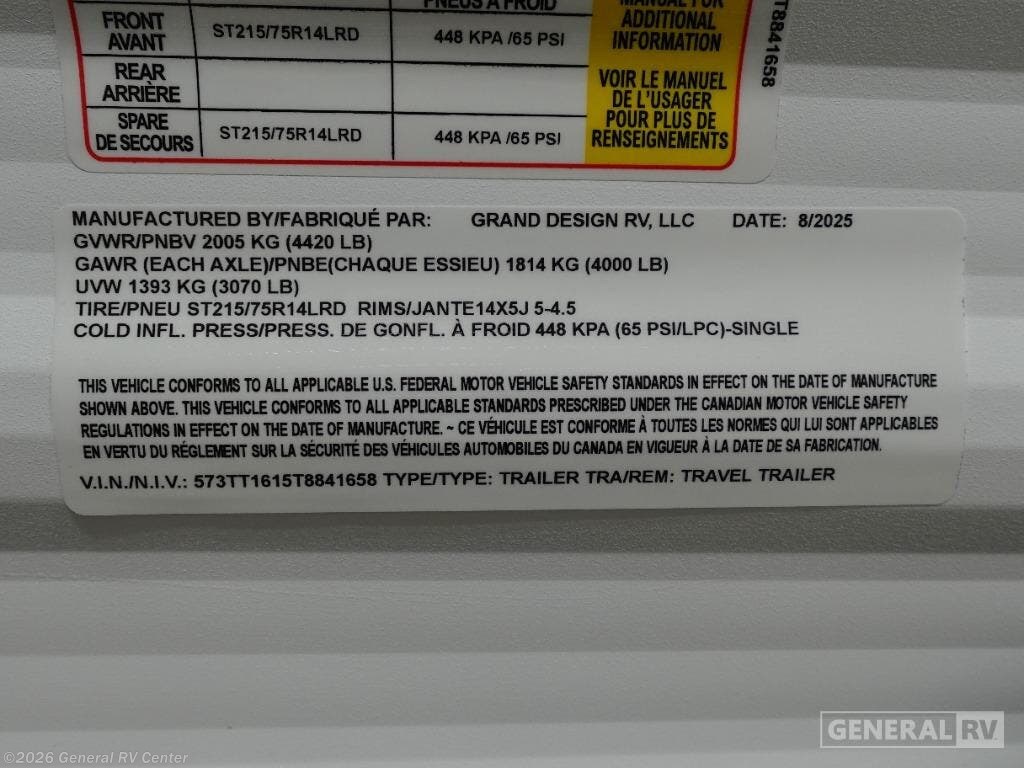 PNEUS À FROID
MANUAL FOR
ADDITIONAL
INFORMATION
FRONT
AVANT
ST215/75R14LRD
448 KPA /65 PSI
REAR
ARRIÈRE
VOIR LE MANUEL
DE L'USAGER
POUR PLUS DE
RENSEIGNEMENTS
SPARE
DE SECOURS
ST215/75R14LRD
448 KPA /65 PSI
T8841658
MANUFACTURED BY/FABRIQUÉ PAR: GRAND DESIGN RV, LLC DATE: 8/2025
GVWR/PNBV 2005 KG (4420 LB)
GAWR (EACH AXLE)/PNBE(CHAQUE ESSIEU) 1814 KG (4000 LB)
UVW 1393 KG (3070 LB)
TIRE/PNEU ST215/75R14LRD RIMS/JANTE14X5J 5-4.5
COLD INFL. PRESS/PRESS. DE GONFL. À FROID 448 KPA (65 PSI/LPC)-SINGLE
THIS VEHICLE CONFORMS TO ALL APPLICABLE U.S. FEDERAL MOTOR VEHICLE SAFETY STANDARDS IN EFFECT ON THE DATE OF MANUFACTURE
SHOWN ABOVE. THIS VEHICLE CONFORMS TO ALL APPLICABLE STANDARDS PRESCRIBED UNDER THE CANADIAN MOTOR VEHICLE SAFETY
REGULATIONS IN EFFECT ON THE DATE OF MANUFACTURE. ~ CE VÉHICULE EST CONFORME À TOUTES LES NORMES QUI LUI SONT APPLICABLES
EN VERTU DU RÉGLEMENT SUR LA SÉCURITÉ DES VÉHICULES AUTOMOBILES DU CANADA EN VIGUEUR À LA DATE DE SA FABRICATION.
V.I.N./N.I.V.: 573TT1615T8841658 TYPE/TYPE: TRAILER TRA/REM: TRAVEL TRAILER
GENERAL RV
©2026 General RV Center